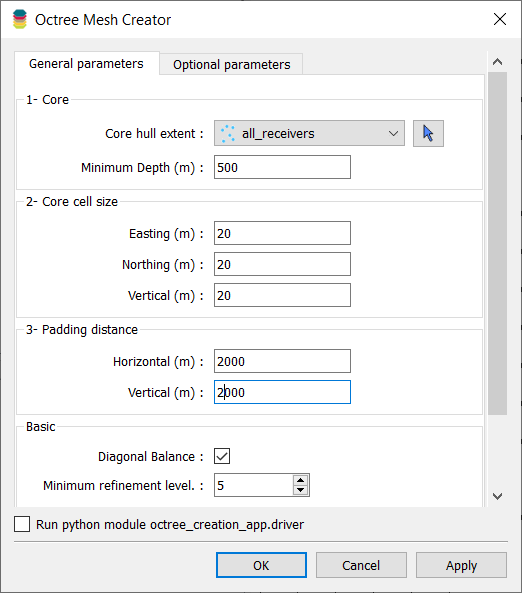 Octree Mesh Creator
General parameters
Optional parameters
1- Core
Core hull extent :
all_receivers
Minimum Depth (m) :
500
2- Core cell size
Easting (m) :
20
Northing (m) :
20
Vertical (m) :
20
3- Padding distance
Horizontal (m) :
2000
Vertical (m) :
2000
Basic
Diagonal Balance :
Minimum refinement level. :
5
Run python module octree_creation_app.driver
OK
Cancel
Apply